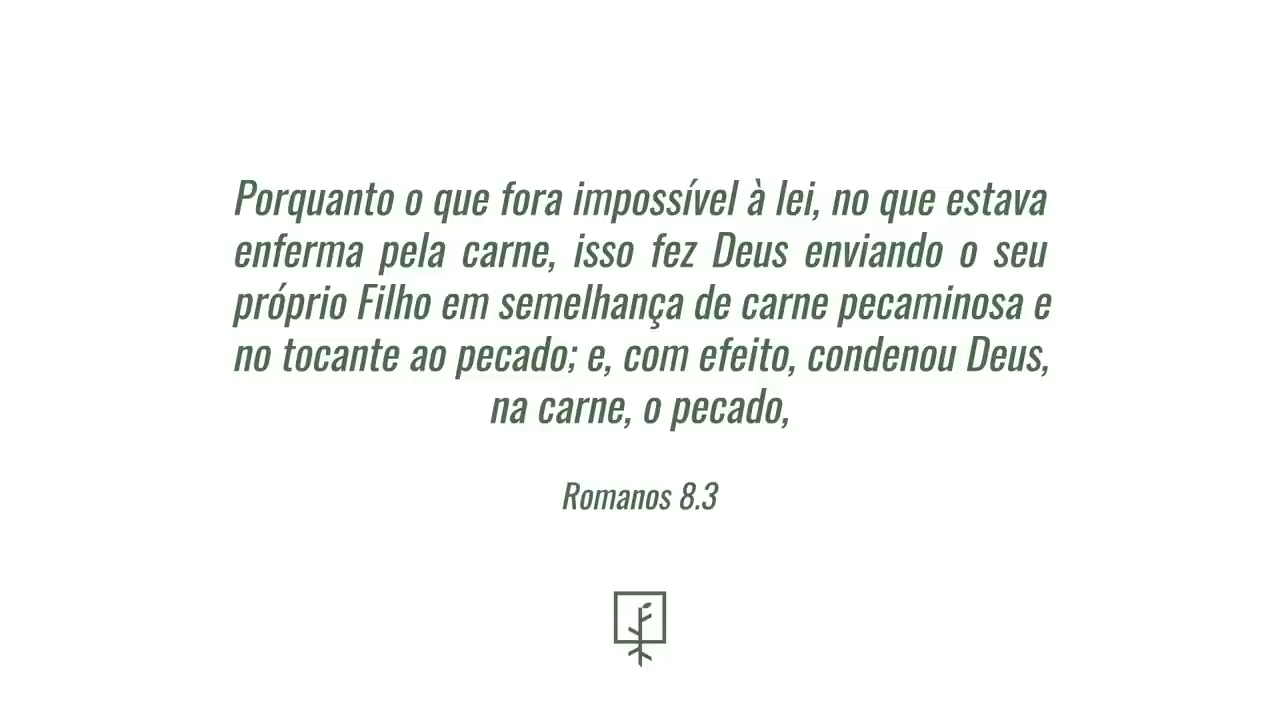 Porquanto o que fora impossível à lei, no que estava
enferma pela carne, isso fez Deus enviando o seu
próprio Filho em semelhança de carne pecaminosa e
no tocante ao pecado; e, com efeito, condenou Deus,
na carne, o pecado,
Romanos 8.3